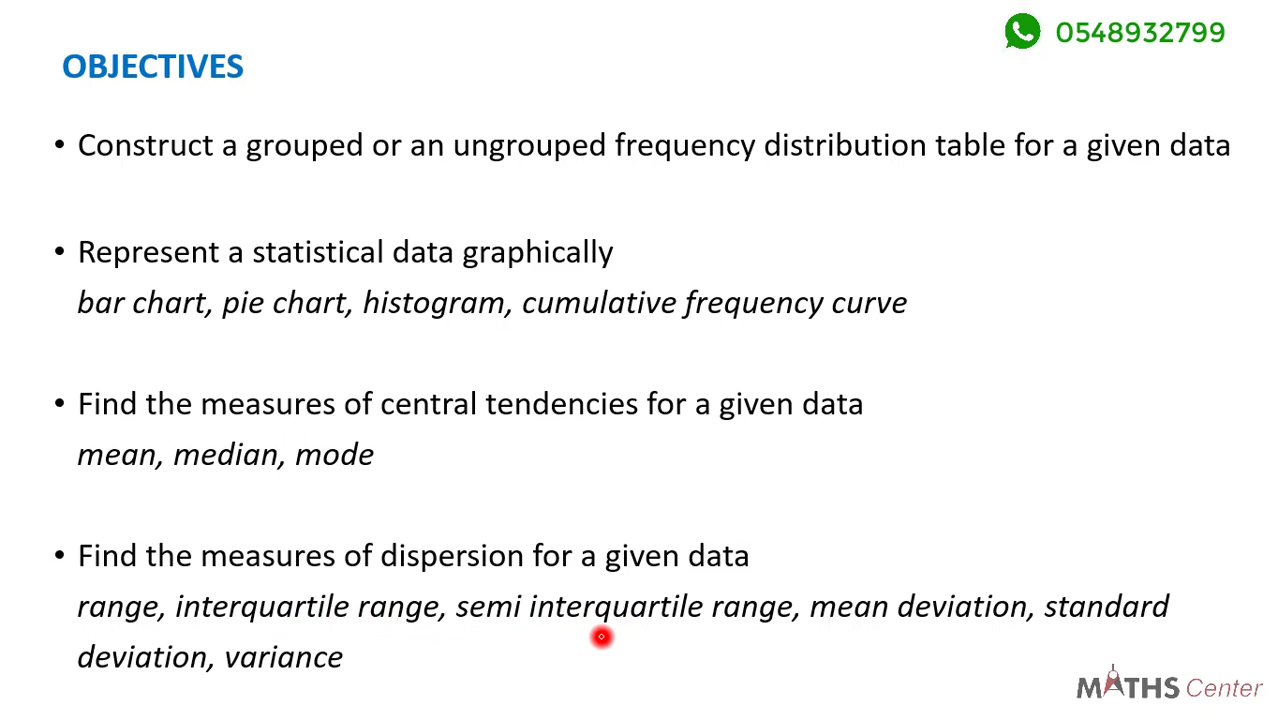 0548932799
OBJECTIVES
• Construct a grouped or an ungrouped frequency distribution table for a given data
• Represent a statistical data graphically
bar chart, pie chart, histogram, cumulative frequency curve
• Find the measures of central tendencies for a given data
mean, median, mode
• Find the measures of dispersion for a given data
range, interquartile range, semi interquartile range, mean deviation, standard
deviation, variance
MATHS Center